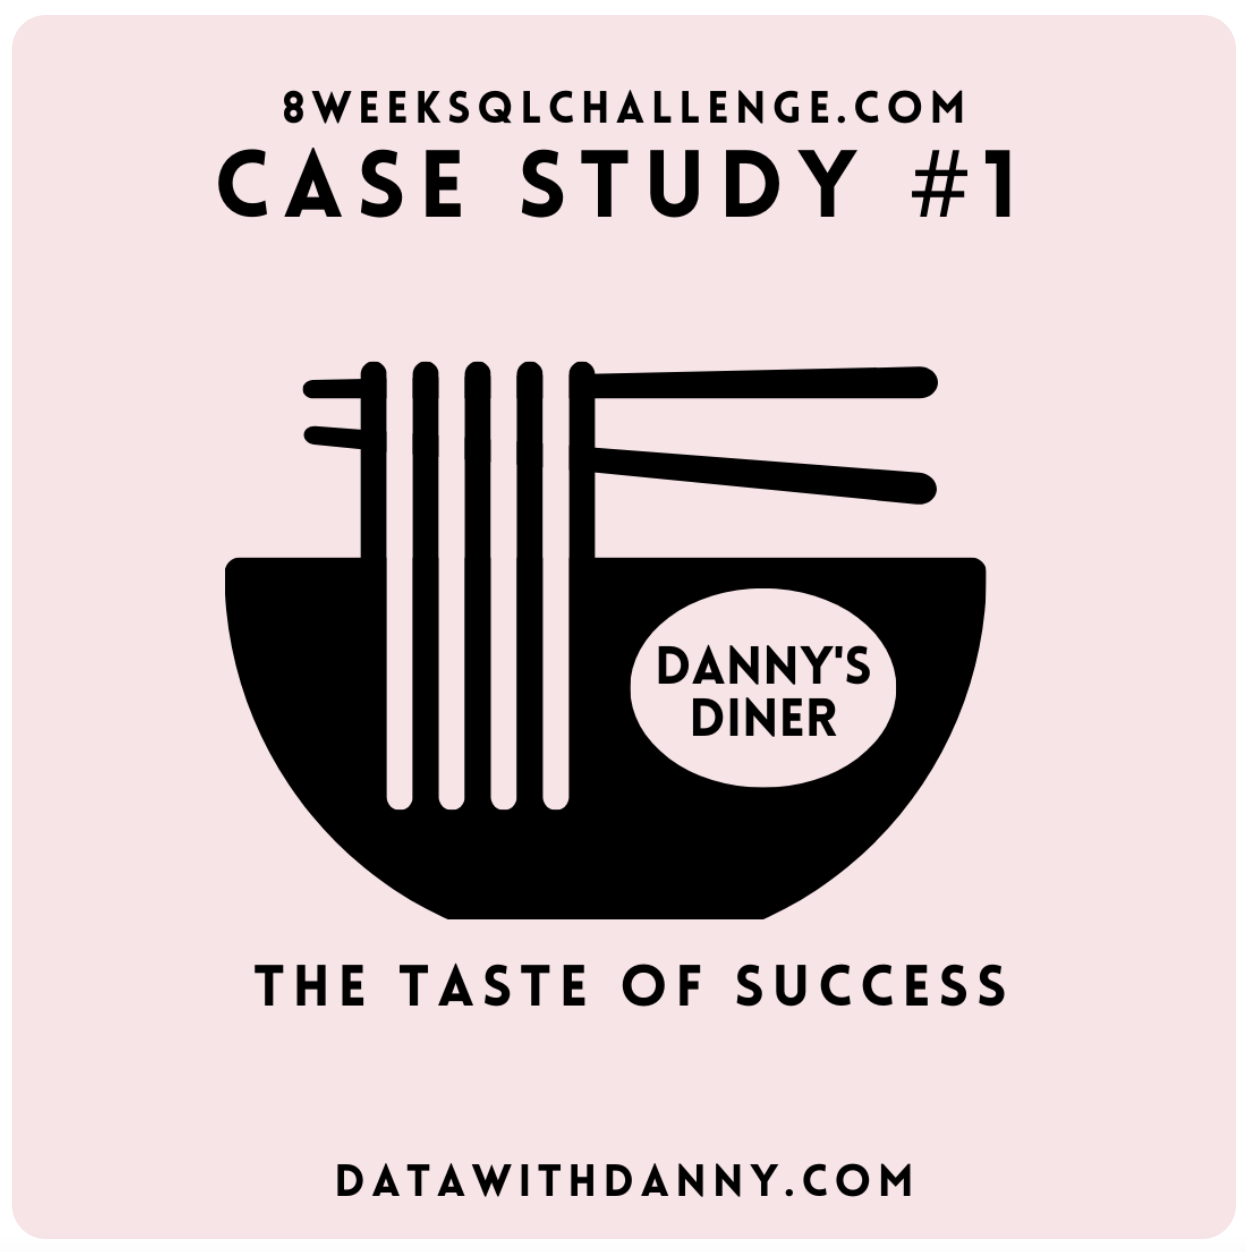 8WEEKSQLCHALLENGE.COM
CASE STUDY #1
DANNY'S
DINER
THE TASTE OF SUCCESS
DATAWITHDANNY.COM